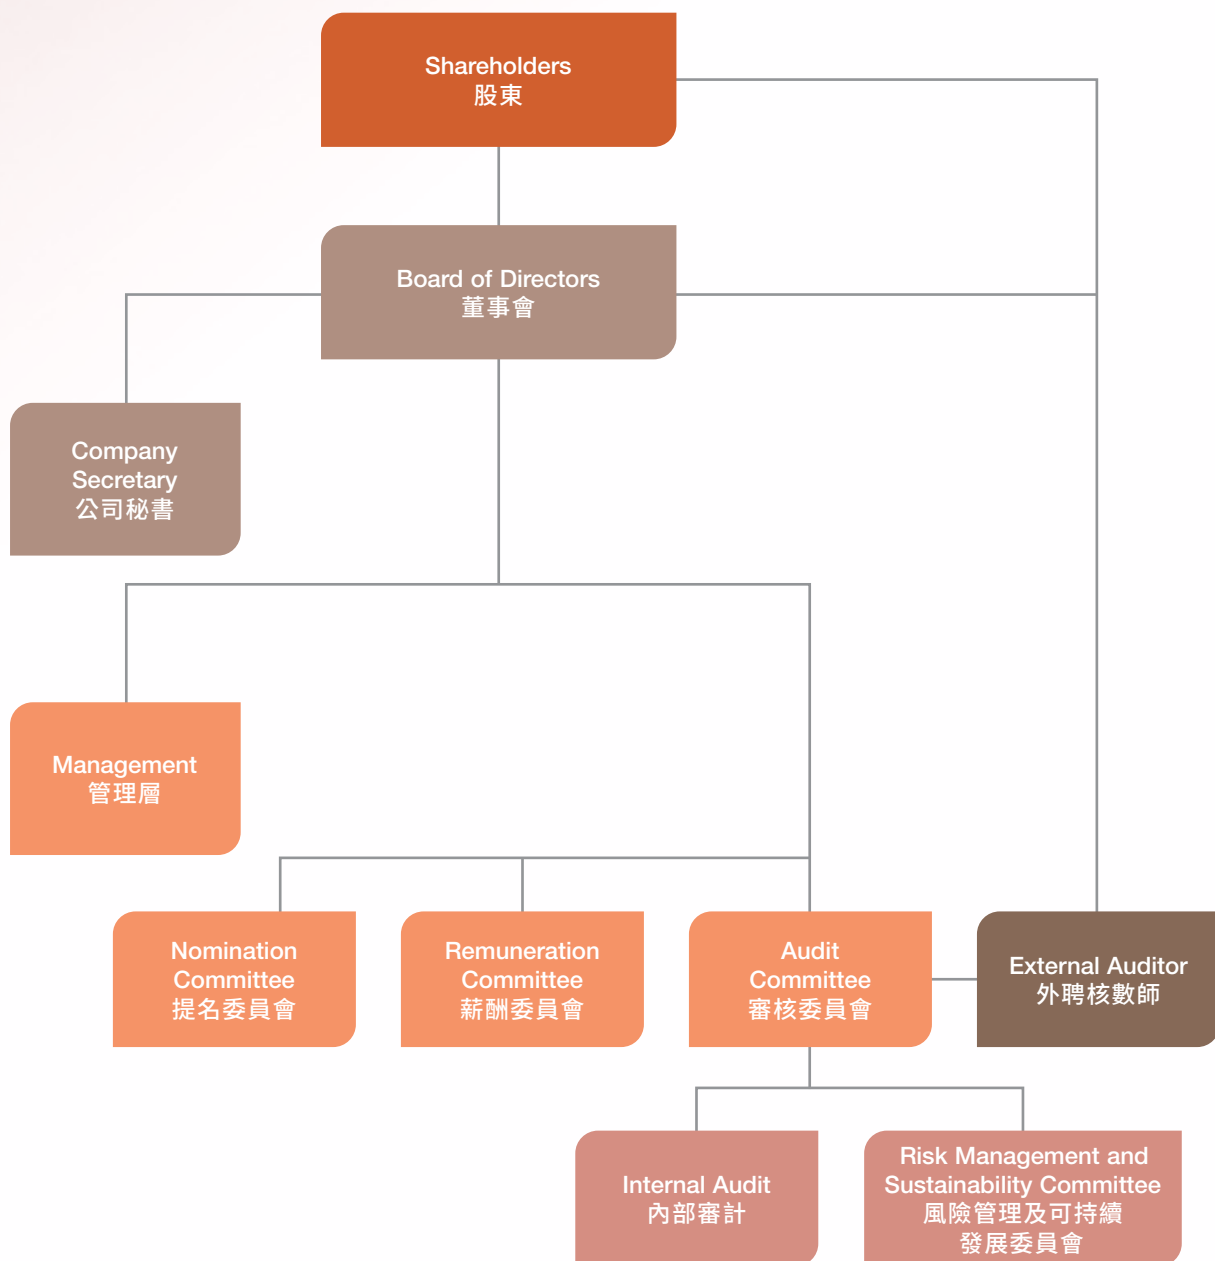 Shareholders
股東
Board of Directors
董事會
Company
Secretary
公司秘書
Management
管理層
Nomination
Committee
提名委員會
Remuneration
Committee
薪酬委員會
Audit
Committee
審核委員會
External Auditor
外聘核數師
Internal Audit
內部審計
Risk Management and
Sustainability Committee
風險管理及可持續
發展委員會